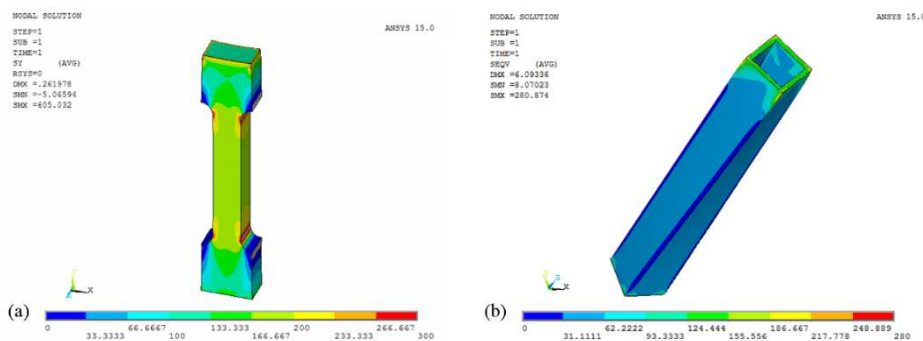 NODAL SOLUTION
STEP=1
SUB =1
TIME=1
SY (AVG)
RSYS=0
DMX =.261978
SMN =-5.06594
SMX =605.032
ANSYS 15.0
X
(a)
0 66.6667 133.333 200 266.667
33.3333 100 166.667 233.333 300
NODAL SOLUTION
STEP=1
SUB =1
TIME=1
SEQV (AVG)
DMX =6.09336
SMN =8.07023
SMX =280.874
ANSYS 15.0
X
(b)
0 62.2222 124.444 186.667 248.889
31.1111 93.3333 155.556 217.778 280